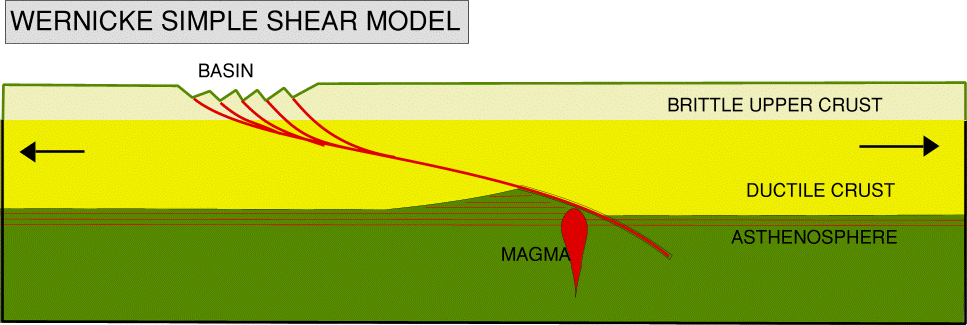 WERNICKE SIMPLE SHEAR MODEL
BASIN
BRITTLE UPPER CRUST
DUCTILE CRUST
ASTHENOSPHERE
MAGMA